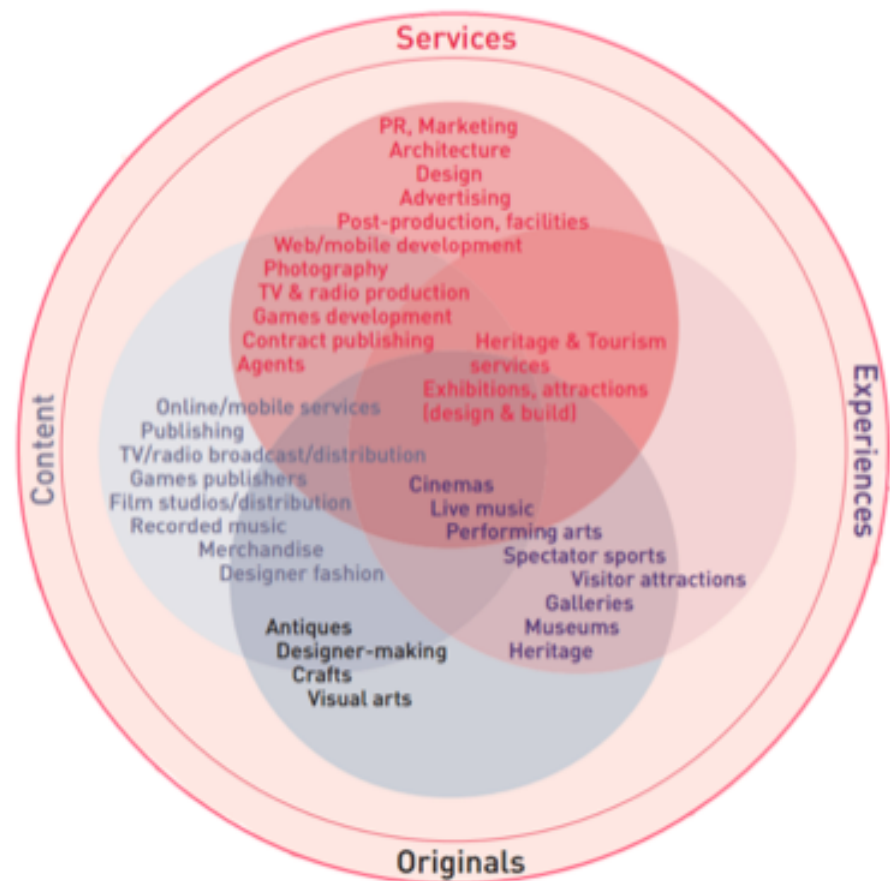 Services
PR, Marketing
Architecture
Design
Advertising
Post-production, facilities
Web/mobile development
Photography
TV & radio production
Games development
Contract publishing
Agents
Heritage & Tourism
services
Exhibitions, attractions
(design & build)
Content
Online/mobile services
Publishing
TV/radio broadcast/distribution
Games publishers
Film studios/distribution
Recorded music
Merchandise
Designer fashion
Experiences
Cinemas
Live music
Performing arts
Spectator sports
Visitor attractions
Galleries
Museums
Heritage
Antiques
Designer-making
Crafts
Visual arts
Originals